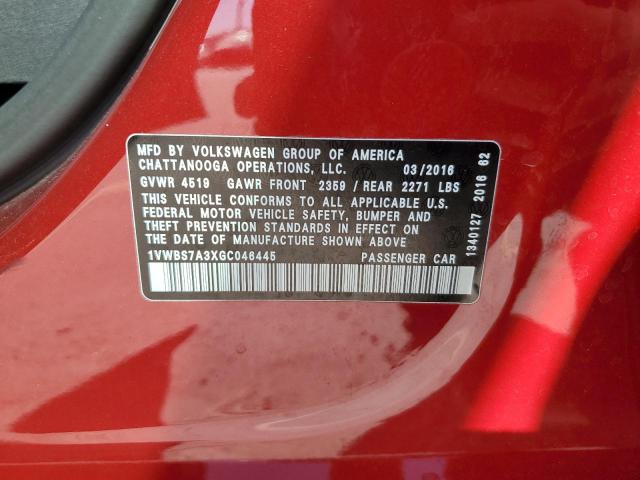 MFD BY VOLKSWAGEN GROUP OF AMERICA
CHATTANOOGA OPERATIONS, LLC. 03/2016
GVWR 4519 GAWR FRONT 2359 / REAR 2271 LBS
THIS VEHICLE CONFORMS TO ALL APPLICABLE U.S.
FEDERAL MOTOR VEHICLE SAFETY, BUMPER AND
THEFT PREVENTION STANDARDS IN EFFECT ON
THE DATE OF MANUFACTURE SHOWN ABOVE.
1VWBS7A3XGC046445 PASSENGER CAR
1340127 2016 62